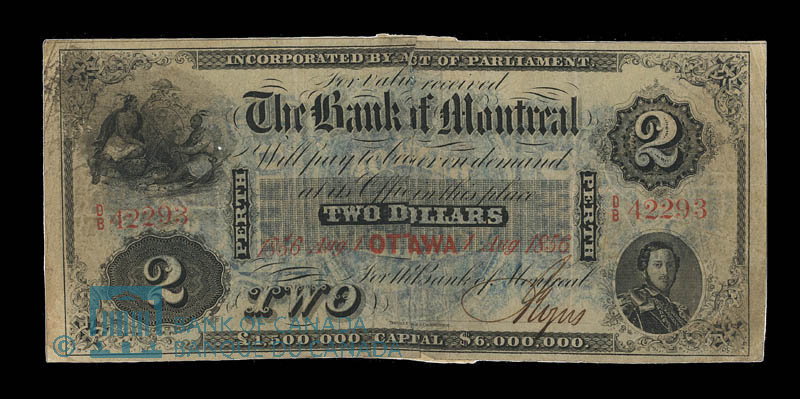 INCORPORATED BY ACT OF PARLIAMENT.
For value received
The Bank of Montreal
2
Will pay to bearer on demand
at its Office in this place
PERTH
PERTH
TWO DOLLARS
D/B 42293
D/B 42293
1856 Aug 1 OTTAWA 1 Aug 1856
For the Bank of Montreal
2
TWO
£1,500,000. CAPITAL $6,000,000.
© BANK OF CANADA
BANQUE DU CANADA